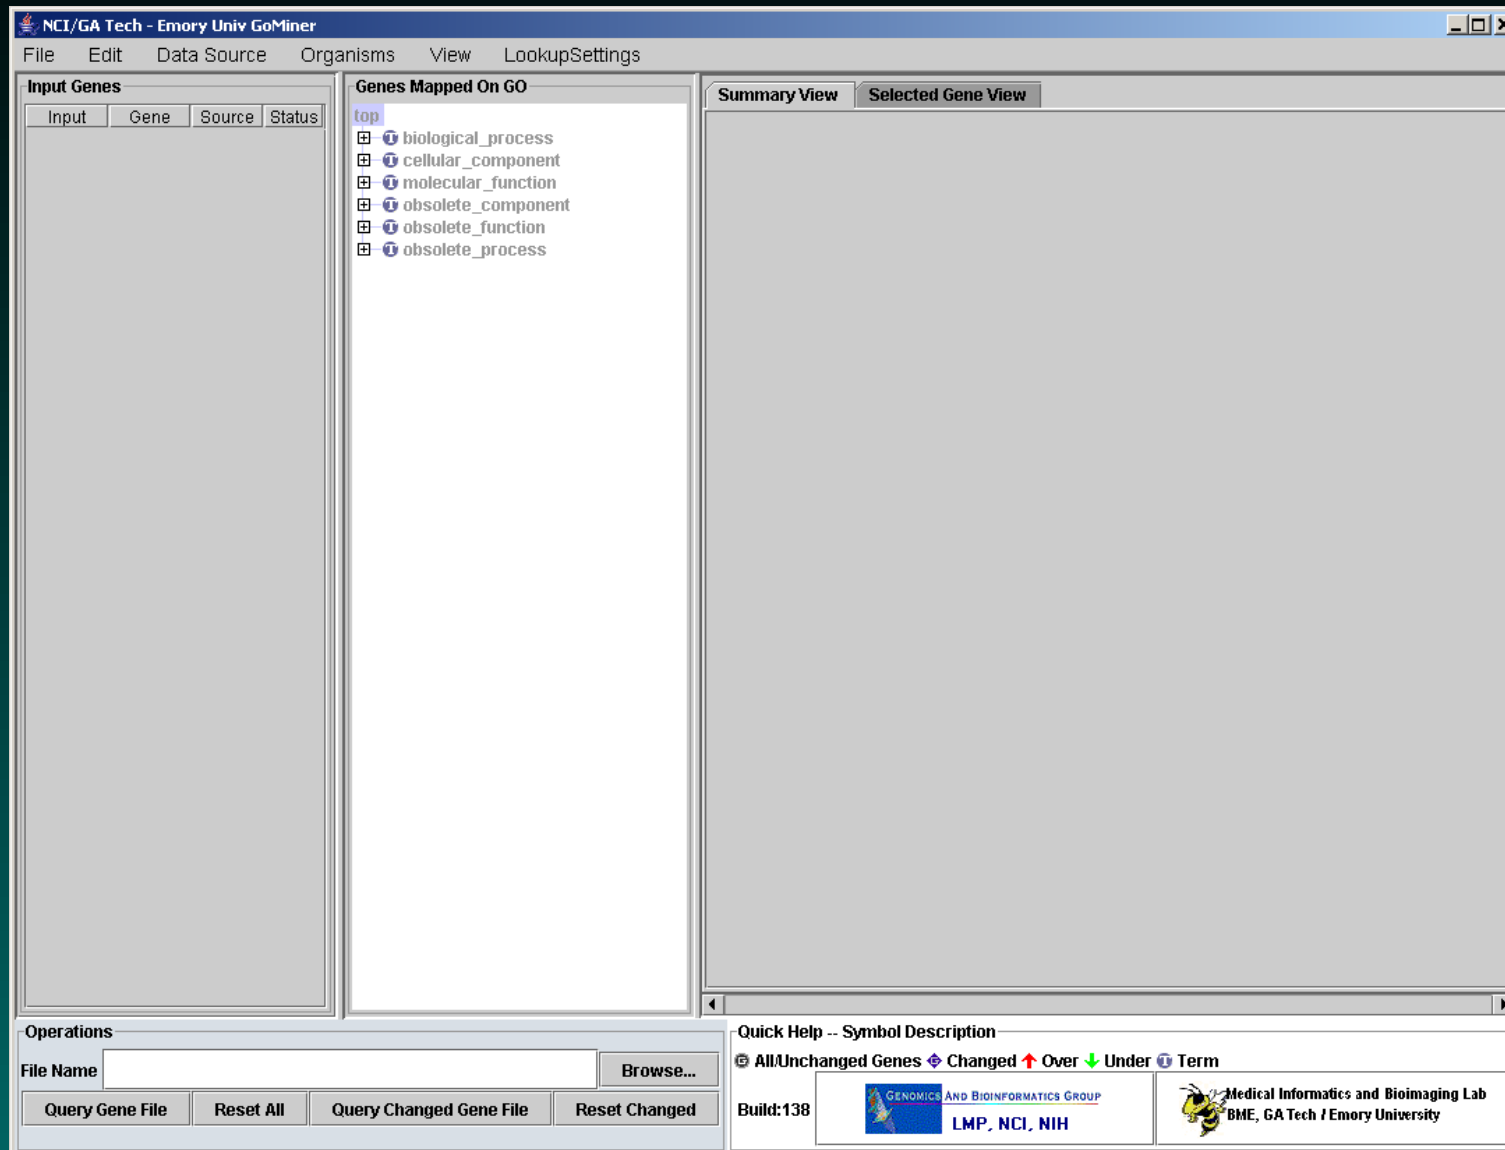 NCI/GA Tech - Emory Univ GoMiner
File Edit Data Source Organisms View LookupSettings
Input Genes
Input Gene Source Status
Genes Mapped On GO
top
biological_process
cellular_component
molecular_function
obsolete_component
obsolete_function
obsolete_process
Summary View Selected Gene View
Operations
File Name Browse...
Query Gene File Reset All Query Changed Gene File Reset Changed
Quick Help -- Symbol Description
G All/Unchanged Genes G Changed Over Under T Term
Build:138
GENOMICS AND BIOINFORMATICS GROUP
LMP, NCI, NIH
Medical Informatics and Bioimaging Lab
BME, GA Tech / Emory University